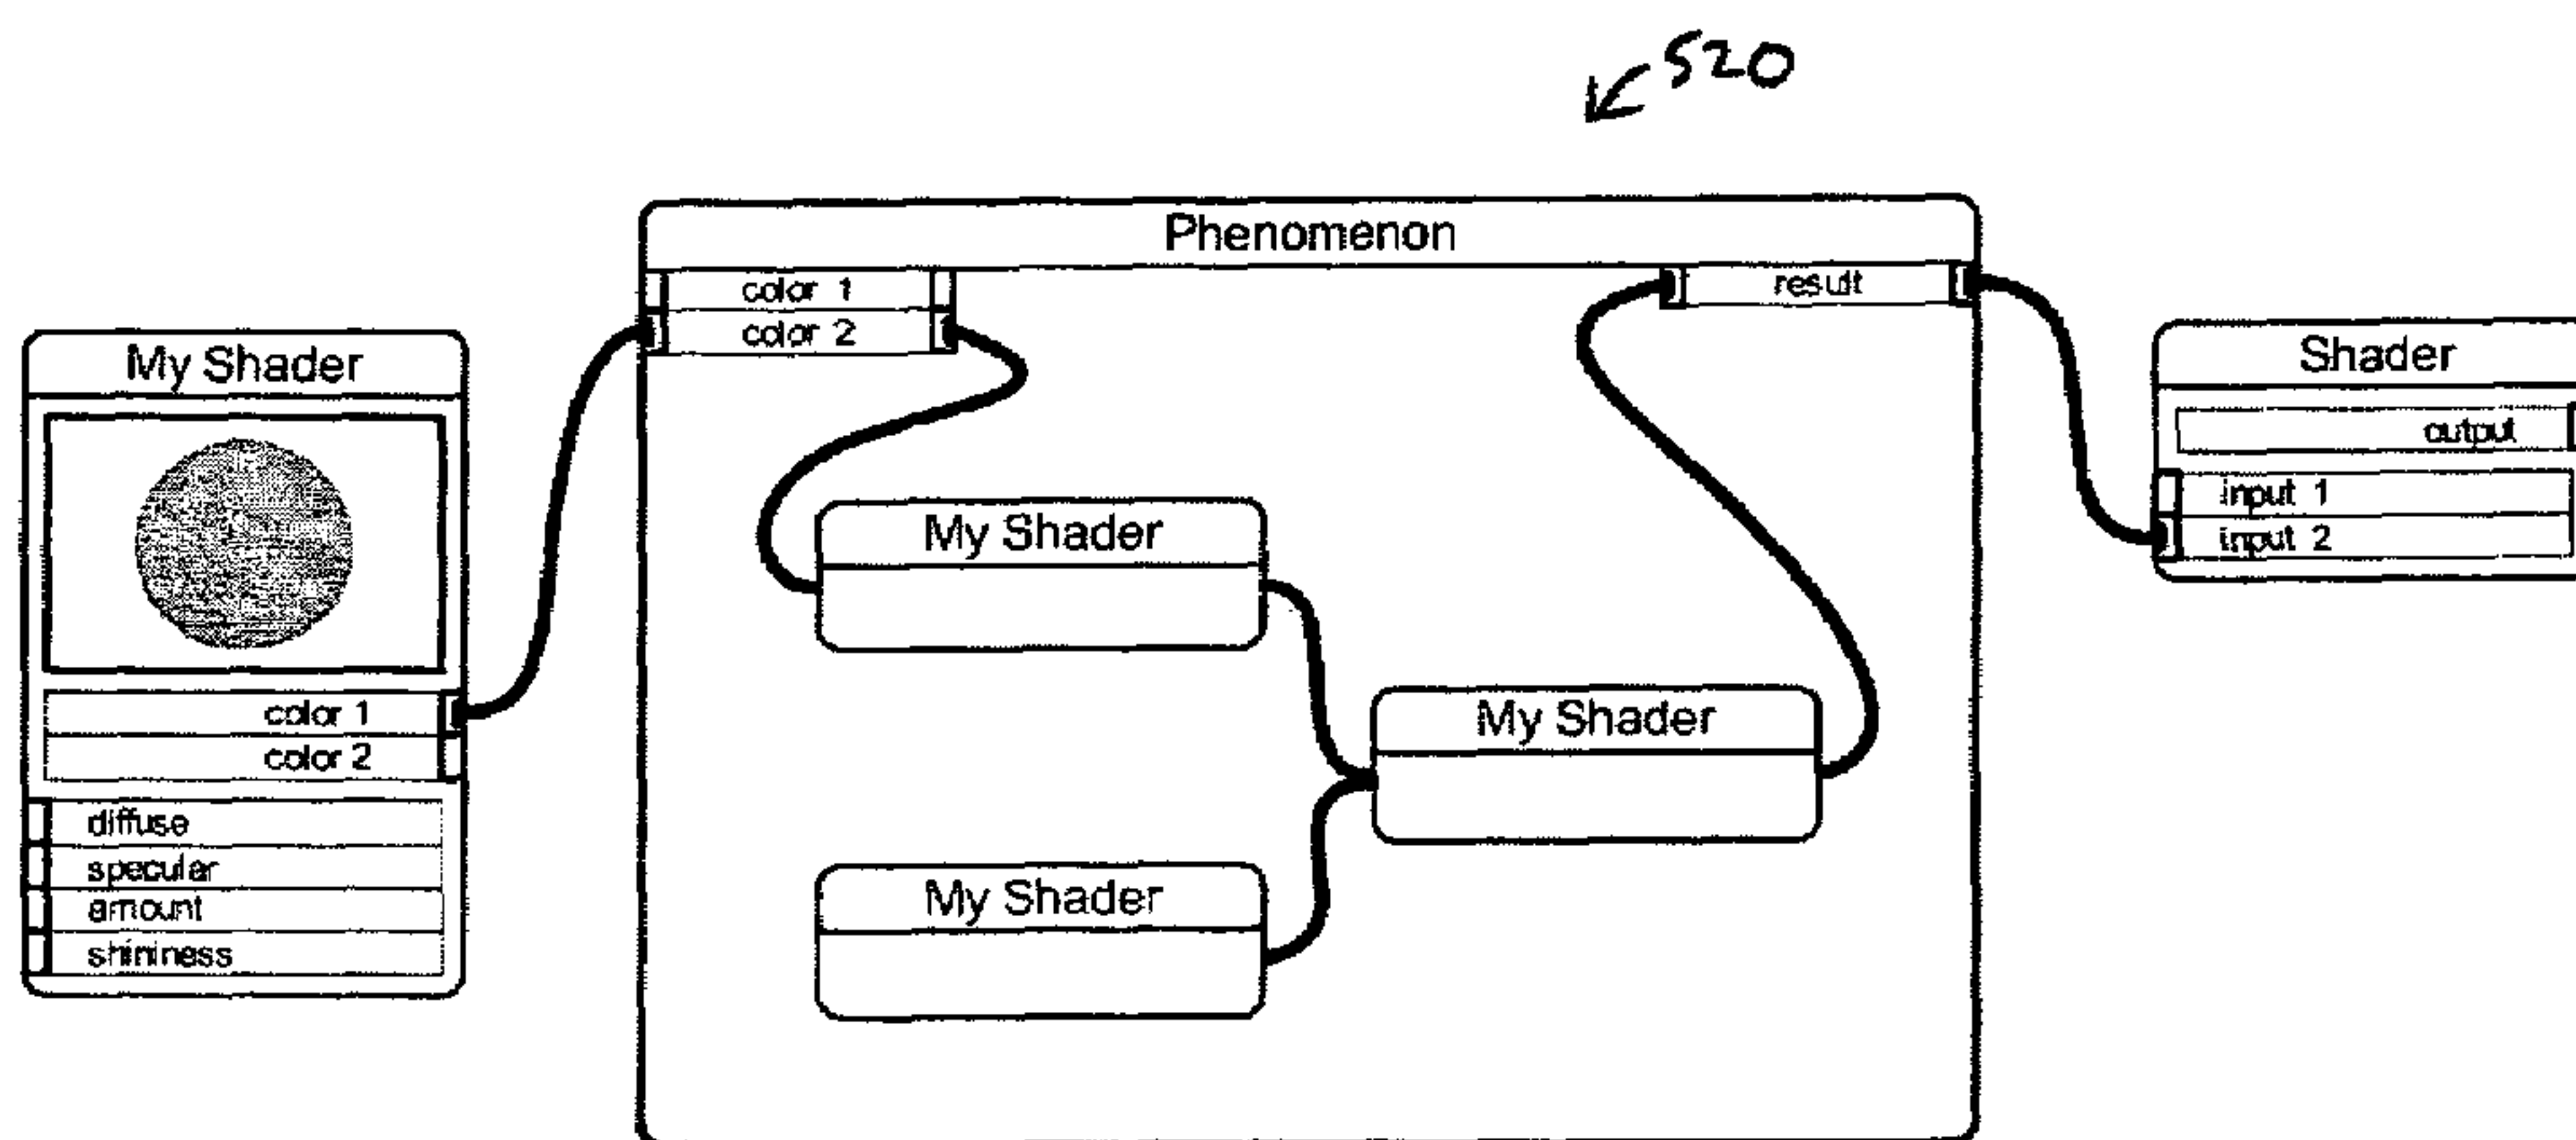 520
Phenomenon
color 1
color 2
result
My Shader
color 1
color 2
diffuse
specular
amount
shininess
My Shader
My Shader
My Shader
Shader
output
input 1
input 2